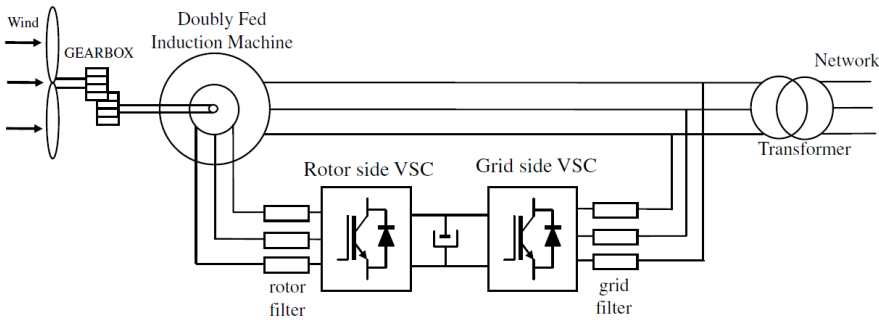 Wind
GEARBOX
Doubly Fed
Induction Machine
Network
Transformer
Rotor side VSC
Grid side VSC
rotor
filter
grid
filter